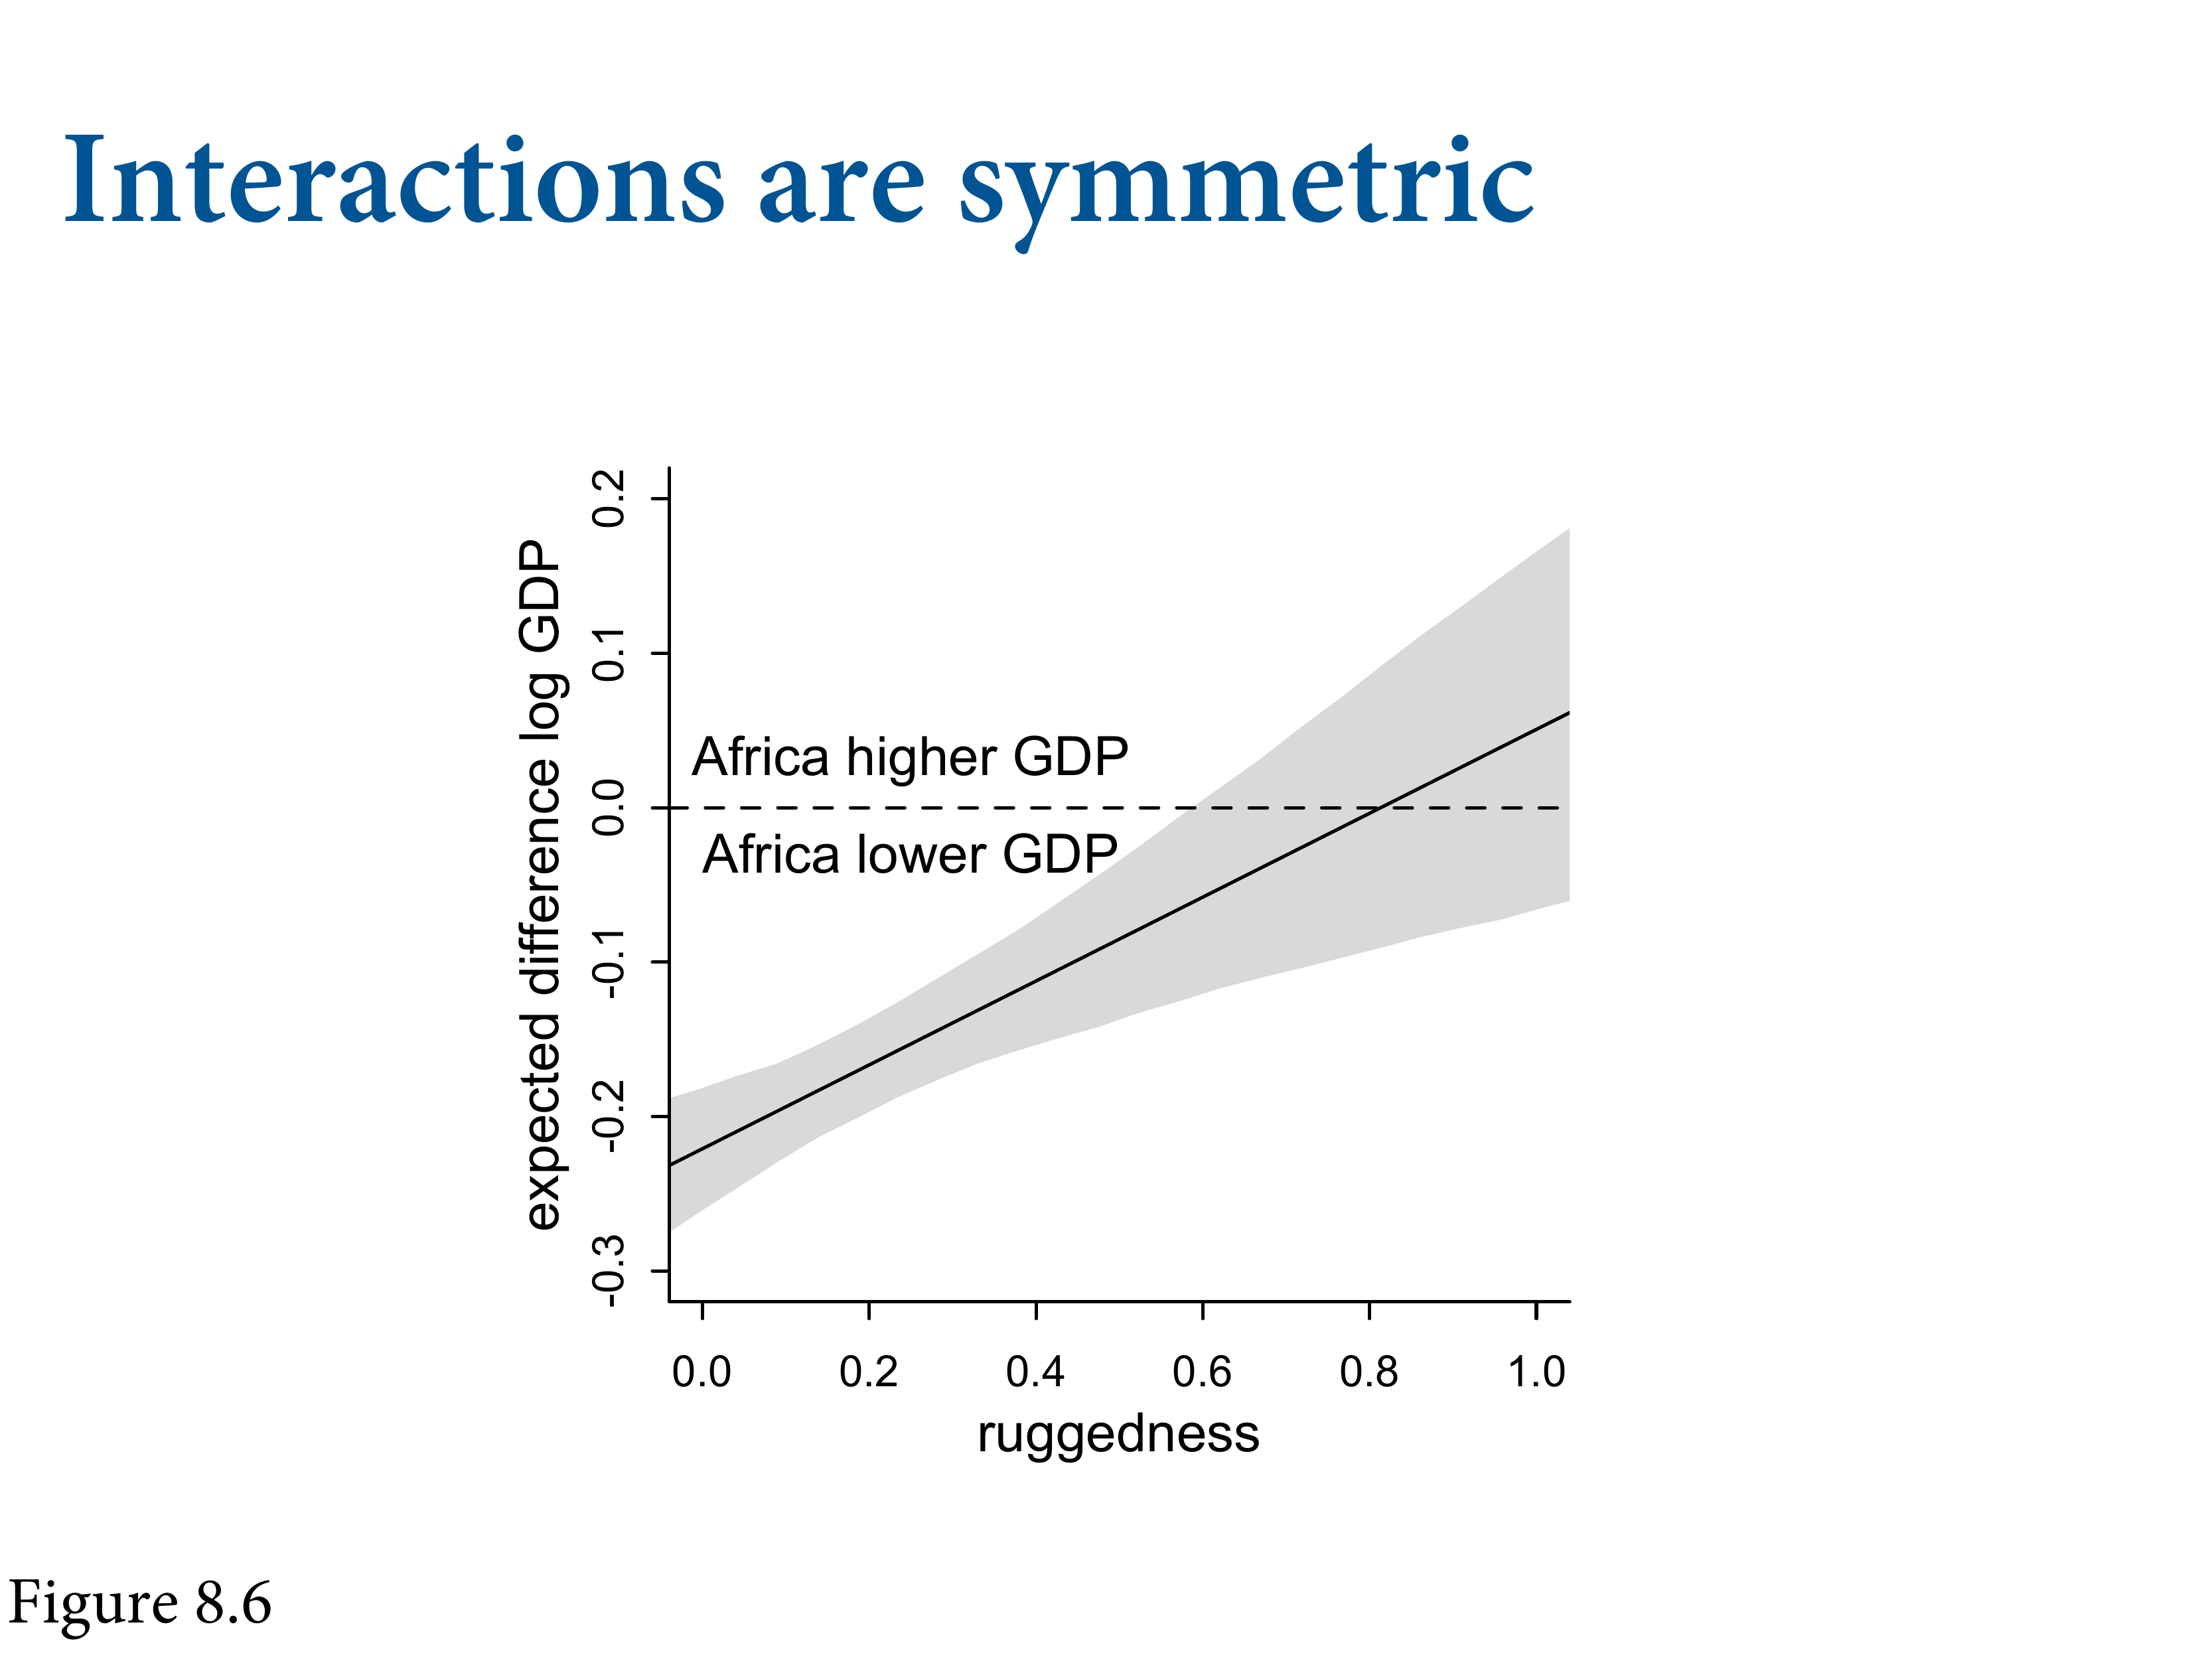 Interactions are symmetric
expected difference log GDP
0.2
0.1
0.0
-0.1
-0.2
-0.3
Africa higher GDP
Africa lower GDP
0.0 0.2 0.4 0.6 0.8 1.0
ruggedness
Figure 8.6